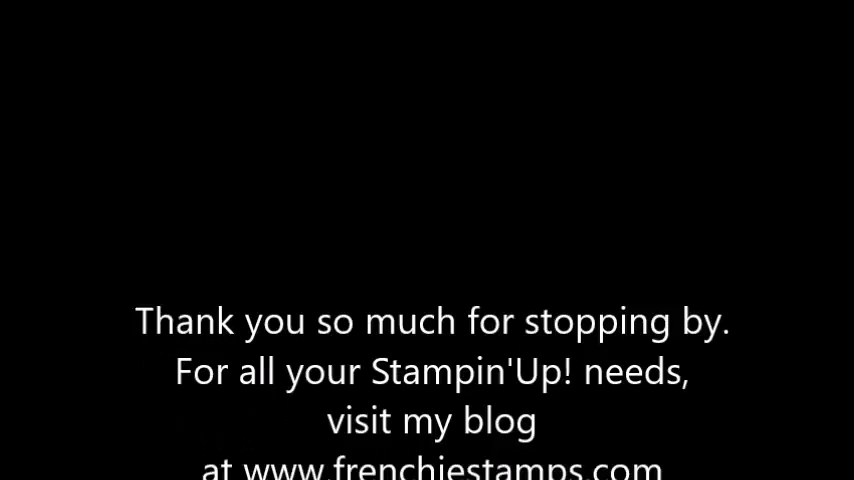 Thank you so much for stopping by.
For all your Stampin'Up! needs,
visit my blog
at www.frenchiestamps.com